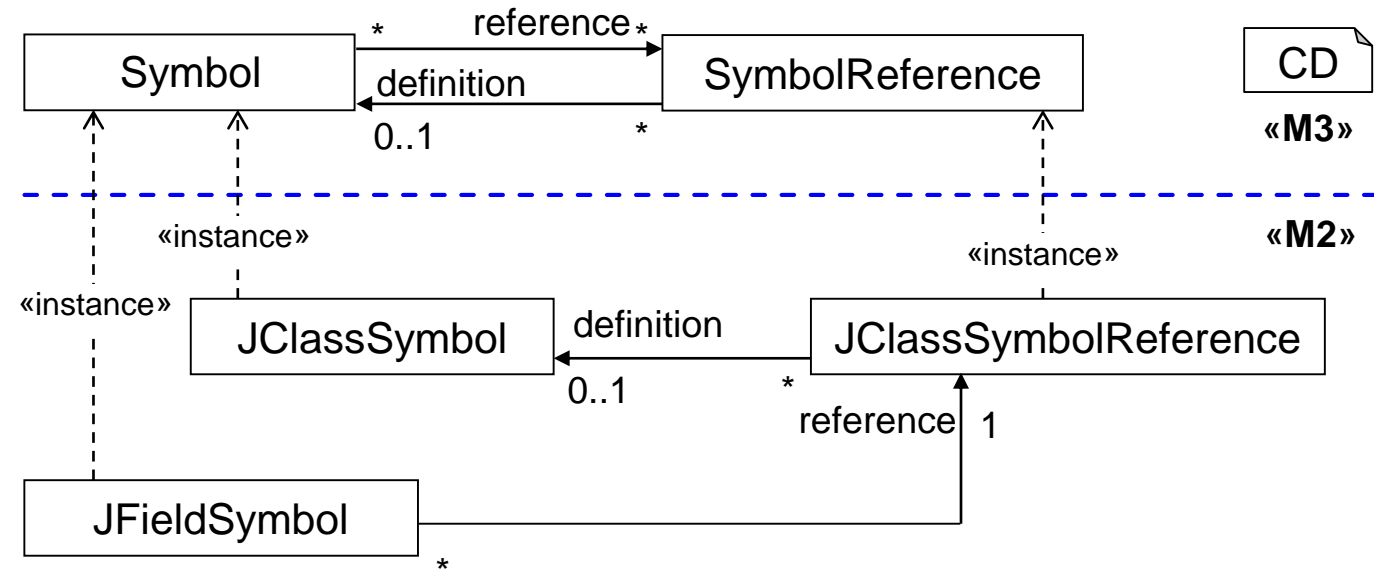 * reference *
Symbol
SymbolReference
CD
definition
0..1 *
«M3»
«instance»
«instance»
«M2»
«instance»
JClassSymbol
definition
JClassSymbolReference
0..1 *
reference 1
JFieldSymbol
*